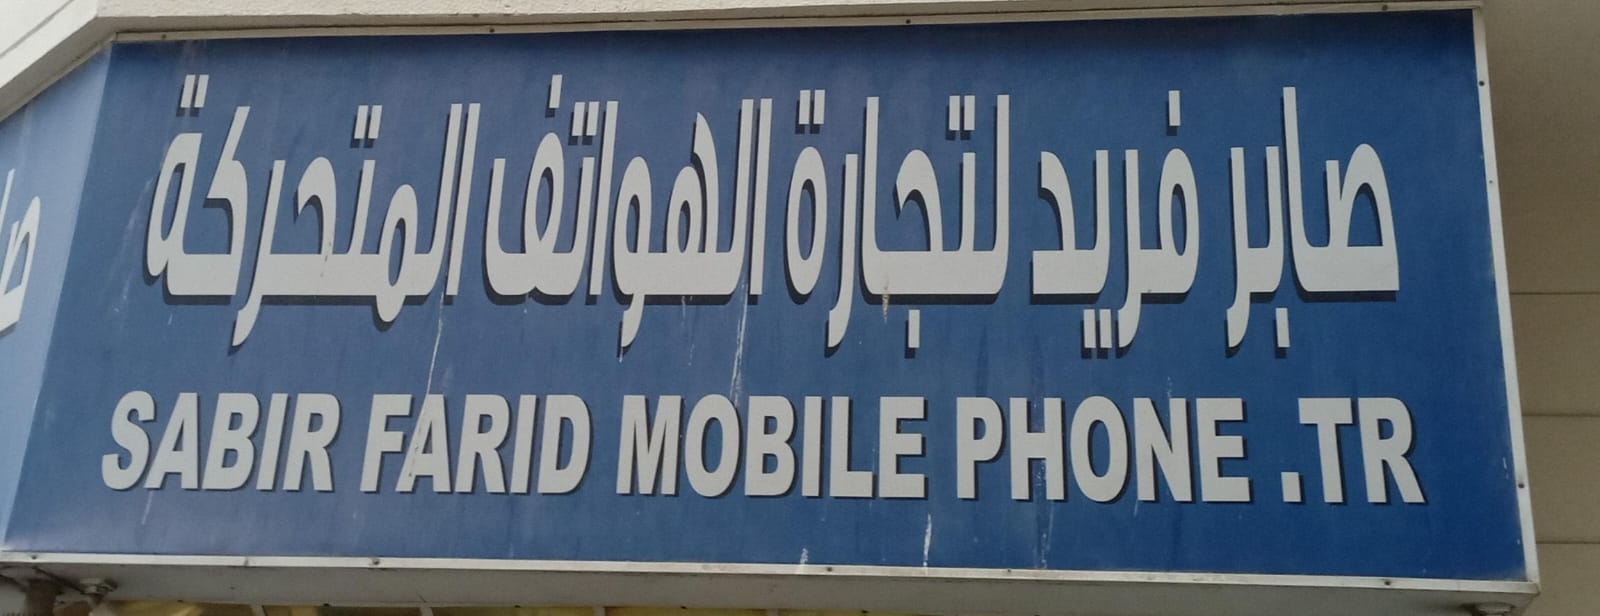 صابر فريد لتجارة الهواتف المتحركة
SABIR FARID MOBILE PHONE .TR